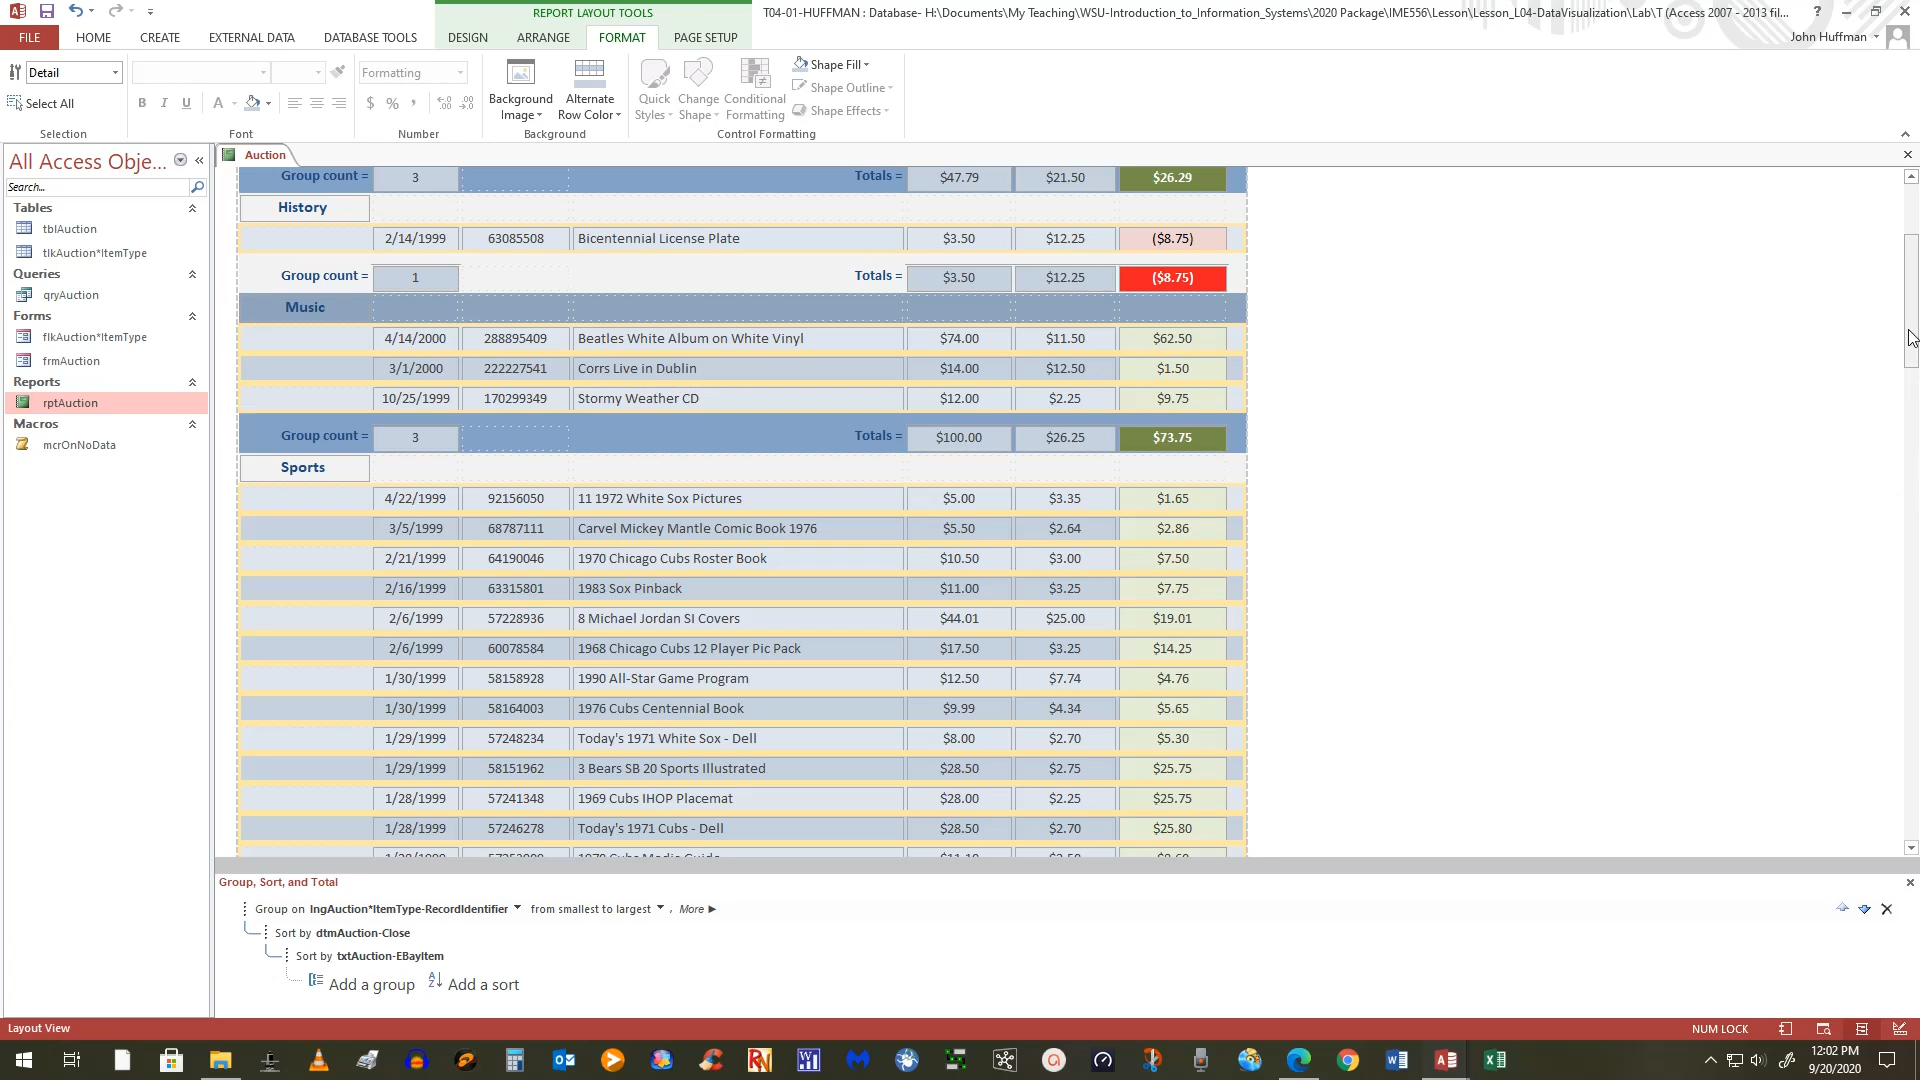 REPORT LAYOUT TOOLS
T04-01-HUFFMAN : Database- H:\Documents\My Teaching\WSU-Introduction_to_Information_Systems\2020 Package\IME556\Lesson\Lesson_L04-DataVisualization\Lab\T (Access 2007 - 2013 fil...
FILE HOME CREATE EXTERNAL DATA DATABASE TOOLS DESIGN ARRANGE FORMAT PAGE SETUP
John Huffman
Detail
Select All
Selection
B I U A
Font
Formatting
$ % ,
Number
Background Image
Alternate Row Color
Background
Quick Styles
Change Shape
Conditional Formatting
Shape Fill
Shape Outline
Shape Effects
Control Formatting
All Access Obje...
Search...
Tables
tblAuction
tlkAuction*ItemType
Queries
qryAuction
Forms
flkAuction*ItemType
frmAuction
Reports
rptAuction
Macros
mcrOnNoData
Auction
Group count = 3 Totals = $47.79 $21.50 $26.29
History
2/14/1999 63085508 Bicentennial License Plate $3.50 $12.25 ($8.75)
Group count = 1 Totals = $3.50 $12.25 ($8.75)
Music
4/14/2000 288895409 Beatles White Album on White Vinyl $74.00 $11.50 $62.50
3/1/2000 222227541 Corrs Live in Dublin $14.00 $12.50 $1.50
10/25/1999 170299349 Stormy Weather CD $12.00 $2.25 $9.75
Group count = 3 Totals = $100.00 $26.25 $73.75
Sports
4/22/1999 92156050 11 1972 White Sox Pictures $5.00 $3.35 $1.65
3/5/1999 68787111 Carvel Mickey Mantle Comic Book 1976 $5.50 $2.64 $2.86
2/21/1999 64190046 1970 Chicago Cubs Roster Book $10.50 $3.00 $7.50
2/16/1999 63315801 1983 Sox Pinback $11.00 $3.25 $7.75
2/6/1999 57228936 8 Michael Jordan SI Covers $44.01 $25.00 $19.01
2/6/1999 60078584 1968 Chicago Cubs 12 Player Pic Pack $17.50 $3.25 $14.25
1/30/1999 58158928 1990 All-Star Game Program $12.50 $7.74 $4.76
1/30/1999 58164003 1976 Cubs Centennial Book $9.99 $4.34 $5.65
1/29/1999 57248234 Today's 1971 White Sox - Dell $8.00 $2.70 $5.30
1/29/1999 58151962 3 Bears SB 20 Sports Illustrated $28.50 $2.75 $25.75
1/28/1999 57241348 1969 Cubs IHOP Placemat $28.00 $2.25 $25.75
1/28/1999 57246278 Today's 1971 Cubs - Dell $28.50 $2.70 $25.80
Group, Sort, and Total
Group on lngAuction*ItemType-RecordIdentifier from smallest to largest , More
Sort by dtmAuction-Close
Sort by txtAuction-EBayItem
Add a group Add a sort
Layout View
NUM LOCK
12:02 PM
9/20/2020